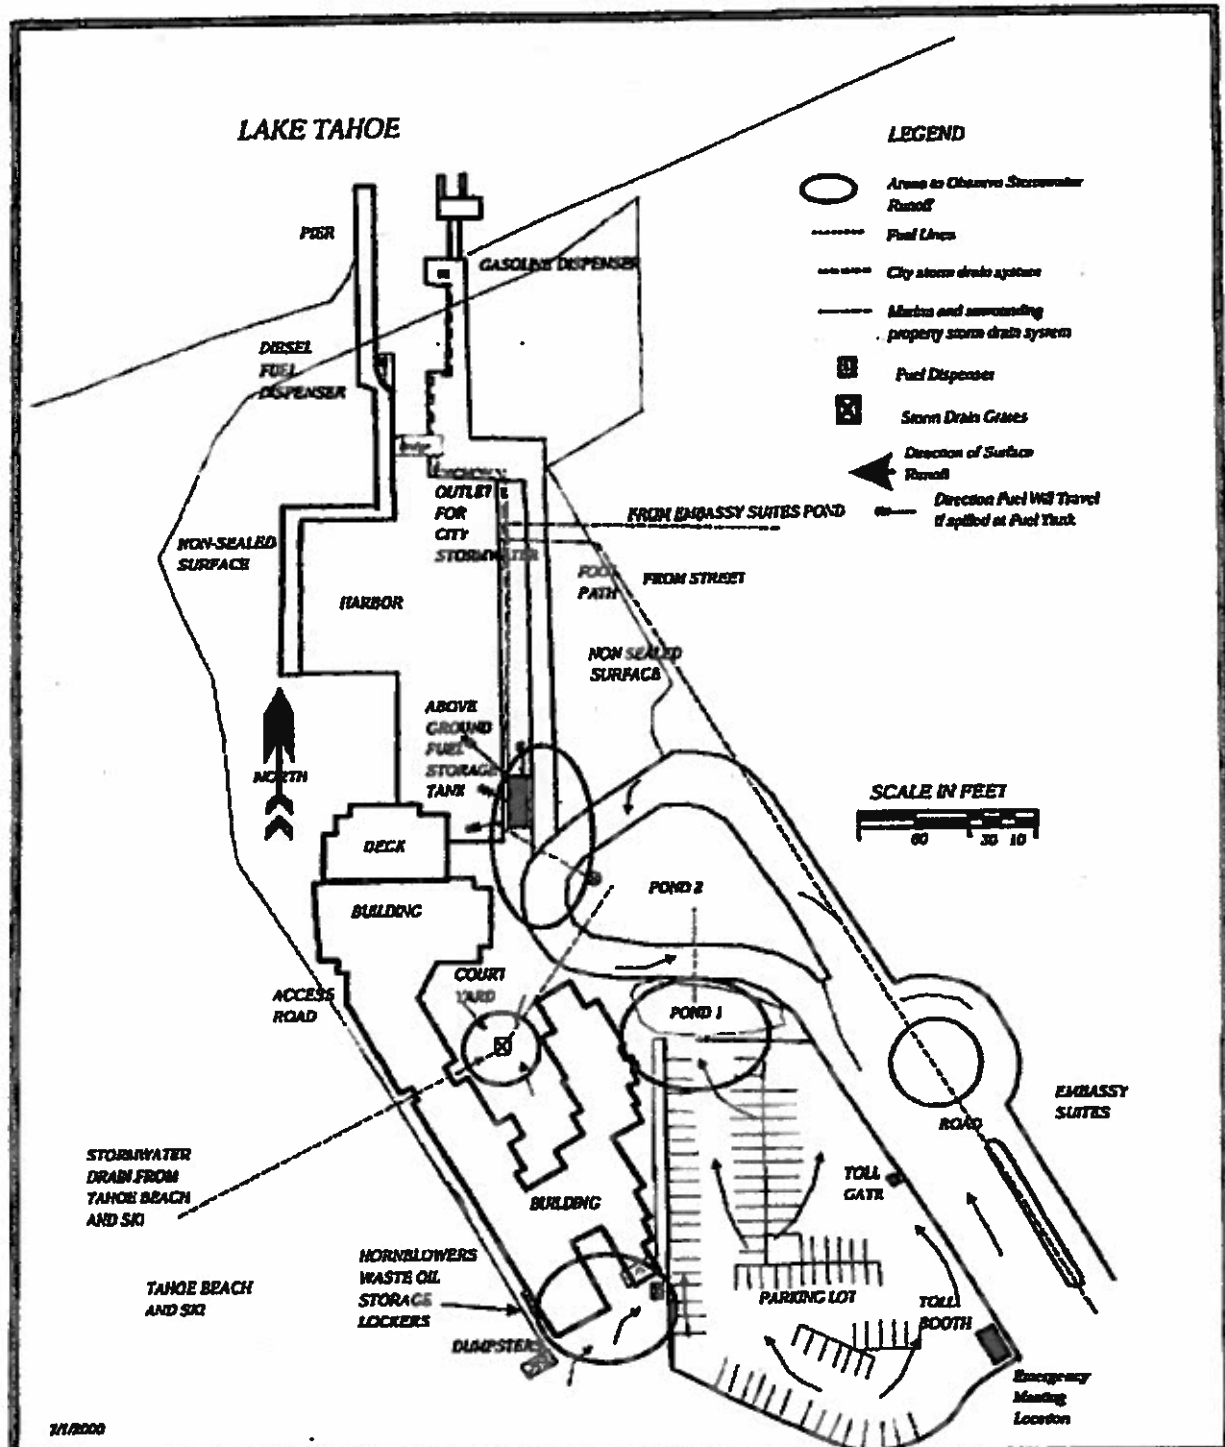 LAKE TAHOE
LEGEND
Areas to Observe Stormwater
Runoff
Fuel Lines
City storm drain system
Marina and surrounding
property storm drain system
Fuel Dispenser
Storm Drain Grates
Direction of Surface
Runoff
Direction Fuel Will Travel
if spilled at Fuel Tank
PIER
GASOLINE DISPENSER
DIESEL
FUEL
DISPENSER
Bridge
OUTLET
FOR
CITY
STORMWATER
FROM EMBASSY SUITES POND
NON-SEALED
SURFACE
FOOT
PATH
FROM STREET
HARBOR
NON SEALED
SURFACE
ABOVE
GROUND
FUEL
STORAGE
TANK
NORTH
SCALE IN FEET
60 30 10
DECK
POND 2
BUILDING
COURT
YARD
ACCESS
ROAD
POND 1
EMBASSY
SUITES
ROAD
STORMWATER
DRAIN FROM
TAHOE BEACH
AND SKI
TOLL
GATE
BUILDING
HORNBLOWERS
WASTE OIL
STORAGE
LOCKERS
TAHOE BEACH
AND SKI
PARKING LOT
TOLL
BOOTH
DUMPSTERS
Emergency
Meeting
Location
7/1/2000